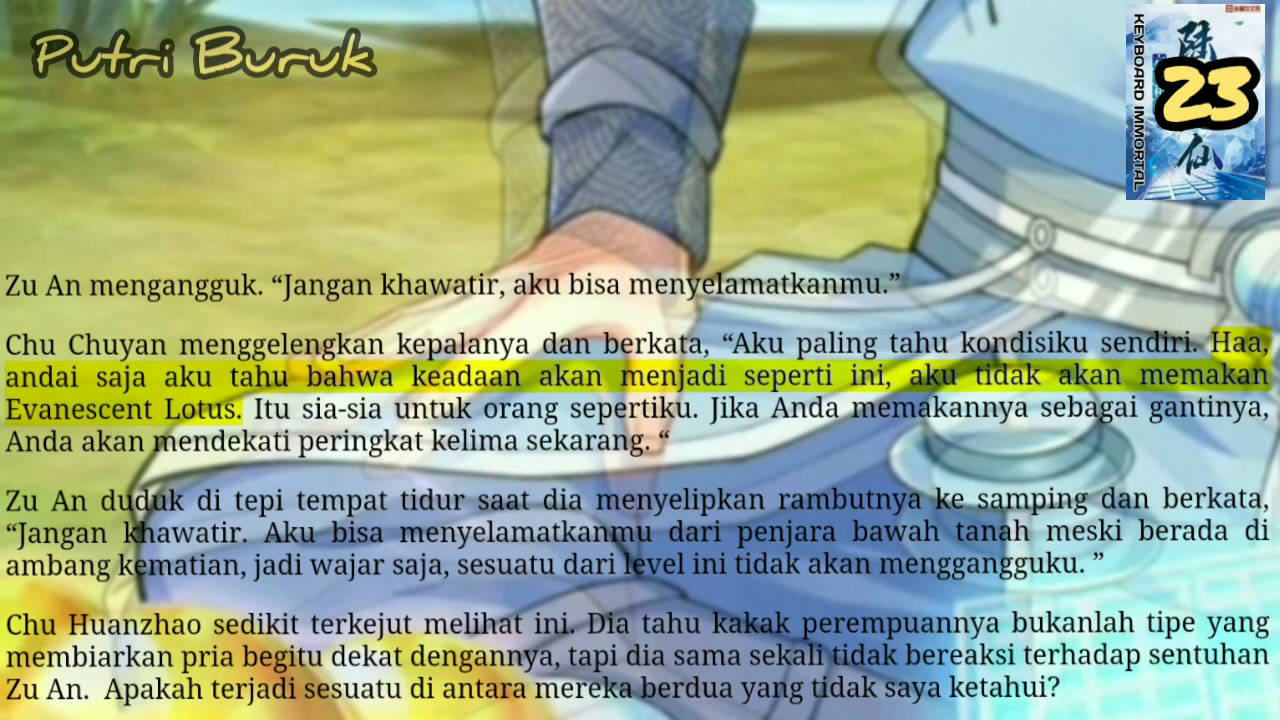 Putri Buruk
KEYBOARD IMMORTAL
23
仙
Zu An mengangguk. “Jangan khawatir, aku bisa menyelamatkanmu.”
Chu Chuyan menggelengkan kepalanya dan berkata, “Aku paling tahu kondisiku sendiri. Haa,
andai saja aku tahu bahwa keadaan akan menjadi seperti ini, aku tidak akan memakan
Evanescent Lotus. Itu sia-sia untuk orang sepertiku. Jika Anda memakannya sebagai gantinya,
Anda akan mendekati peringkat kelima sekarang. “
Zu An duduk di tepi tempat tidur saat dia menyelipkan rambutnya ke samping dan berkata,
“Jangan khawatir. Aku bisa menyelamatkanmu dari penjara bawah tanah meski berada di
ambang kematian, jadi wajar saja, sesuatu dari level ini tidak akan menggangguku. ”
Chu Huanzhao sedikit terkejut melihat ini. Dia tahu kakak perempuannya bukanlah tipe yang
membiarkan pria begitu dekat dengannya, tapi dia sama sekali tidak bereaksi terhadap sentuhan
Zu An.  Apakah terjadi sesuatu di antara mereka berdua yang tidak saya ketahui?